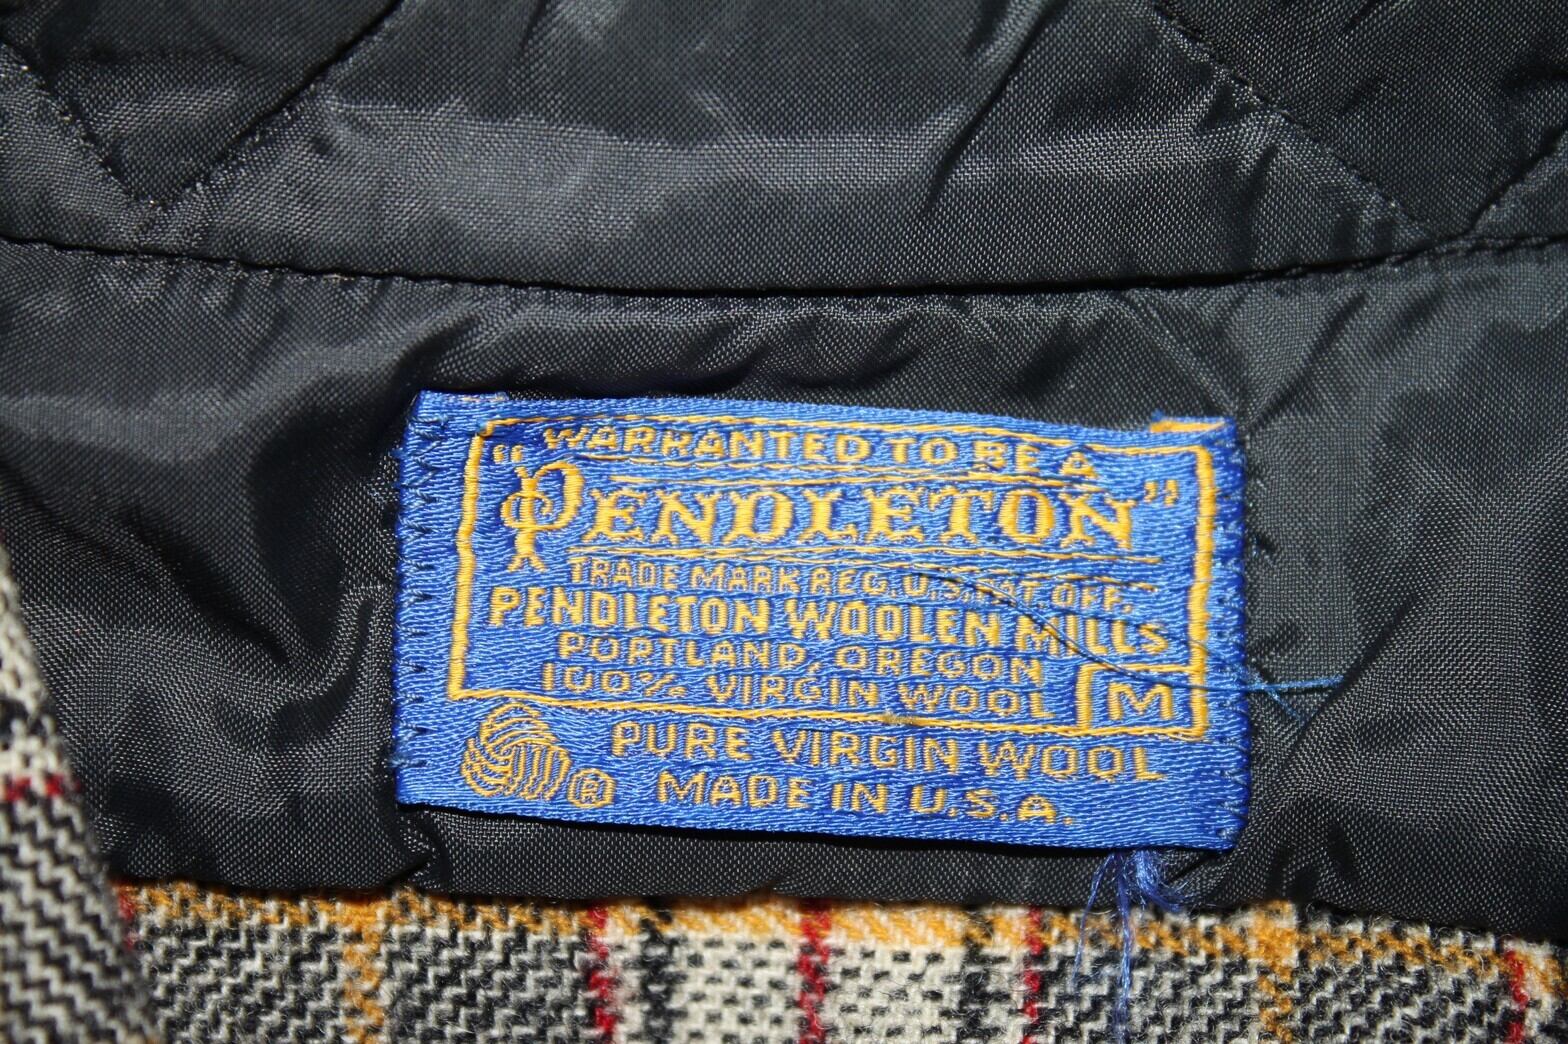 WARRANTED TO BE A
"PENDLETON"
TRADE MARK REG. U.S. PAT. OFF.
PENDLETON WOOLEN MILLS
PORTLAND, OREGON
100% VIRGIN WOOL M
PURE VIRGIN WOOL
® MADE IN U.S.A.